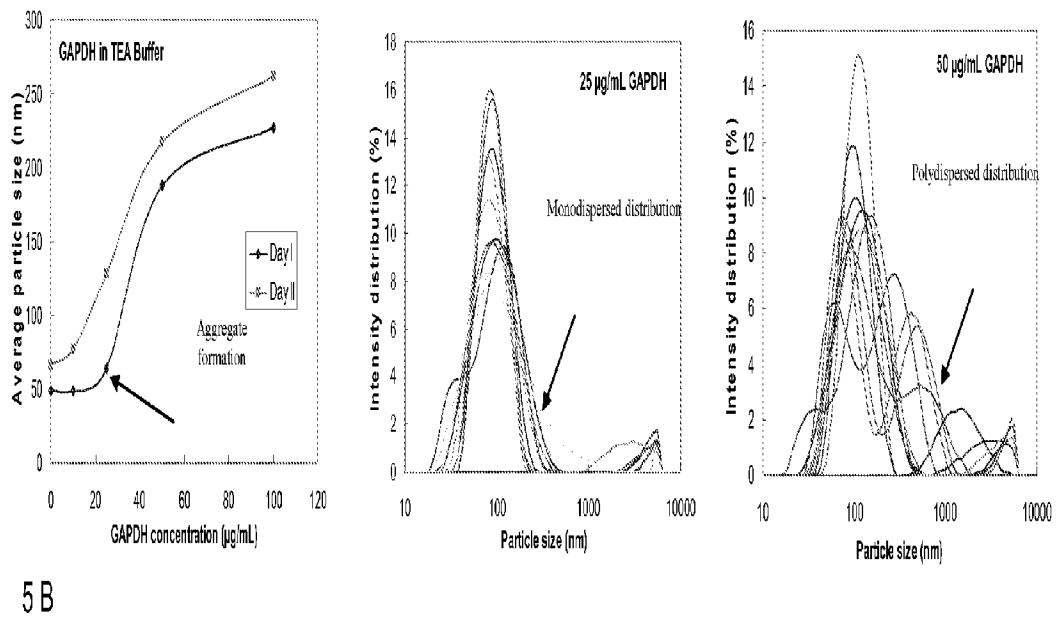 GAPDH in TEA Buffer
Average particle size (nm)
300
250
200
150
100
50
0
0 20 40 60 80 100 120
GAPDH concentration (µg/mL)
Day I
Day II
Aggregate
formation
25 µg/mL GAPDH
Intensity distribution (%)
18
16
14
12
10
8
6
4
2
0
10 100 1000 10000
Particle size (nm)
Monodispersed distribution
50 µg/mL GAPDH
Intensity distribution (%)
16
14
12
10
8
6
4
2
0
10 100 1000 10000
Particle size (nm)
Polydispersed distribution
5 B